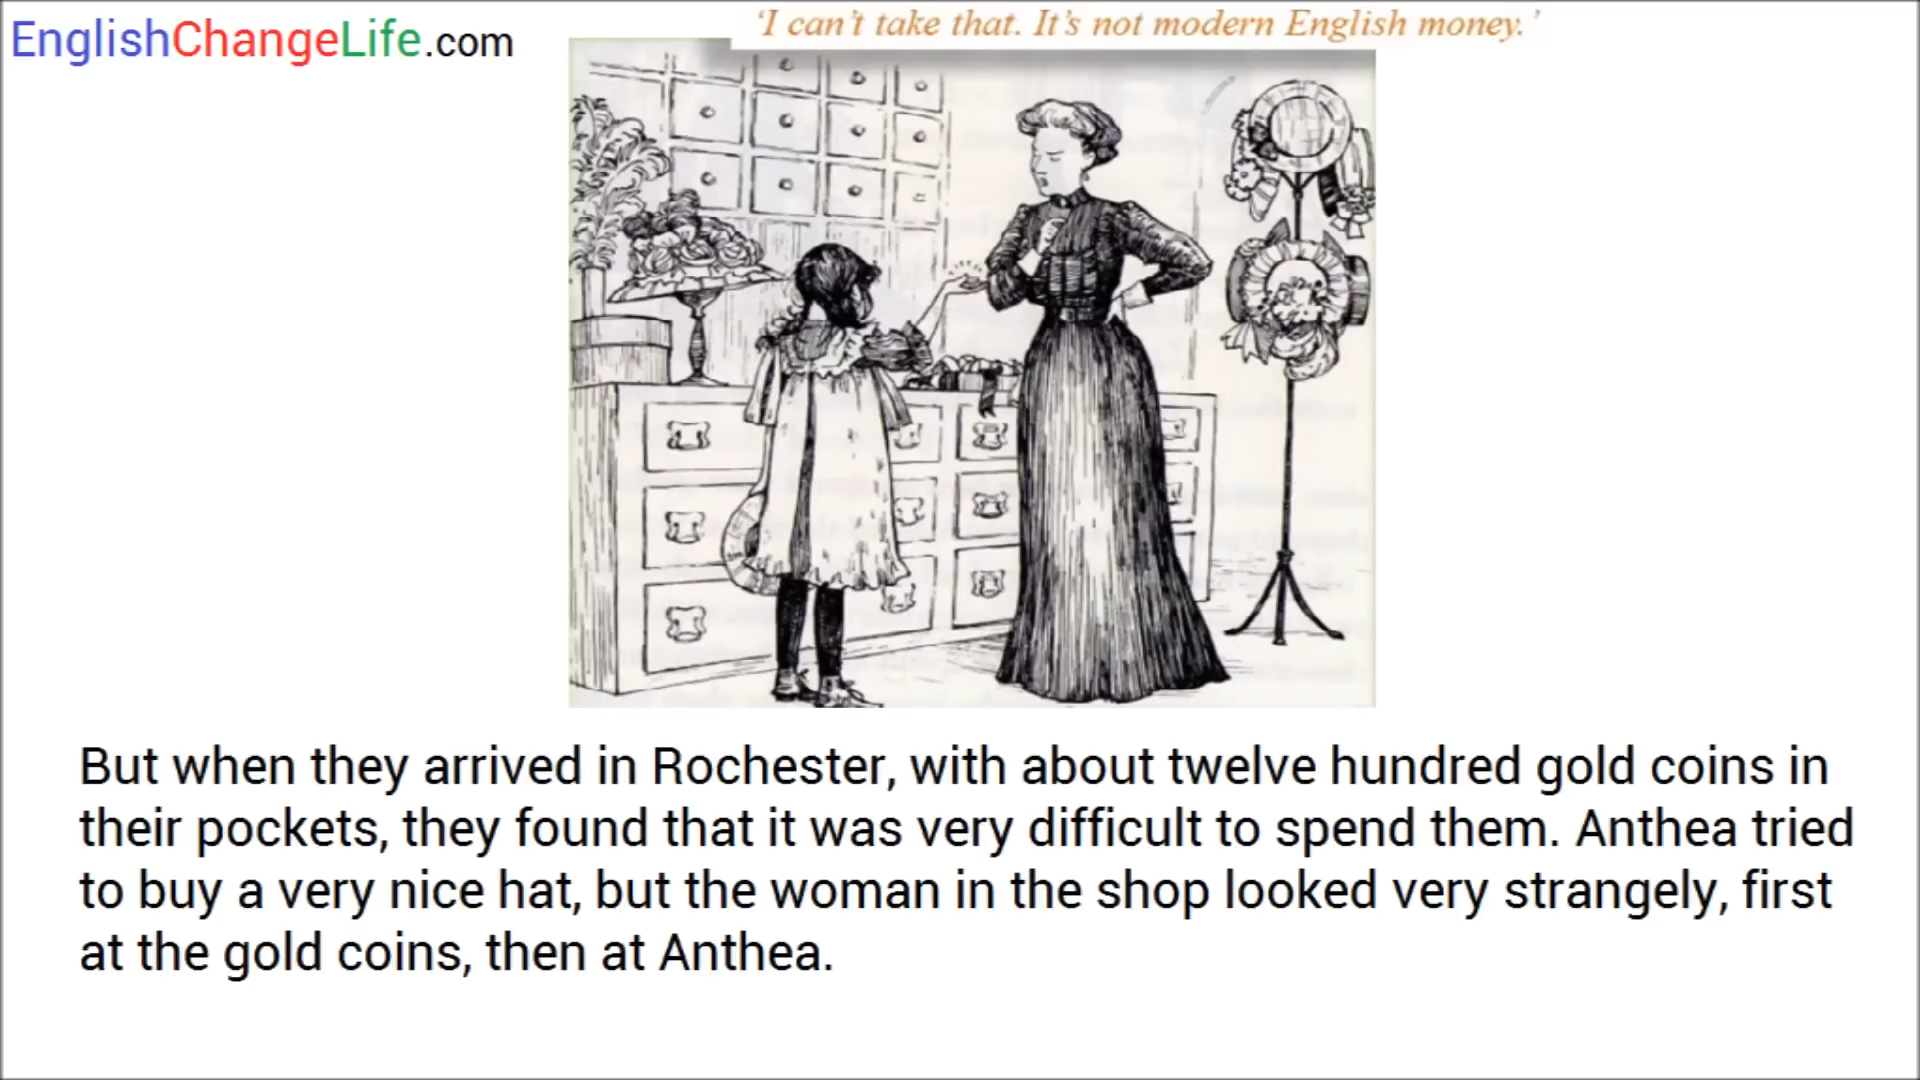 EnglishChangeLife.com
‘I can’t take that. It’s not modern English money.’
But when they arrived in Rochester, with about twelve hundred gold coins in
their pockets, they found that it was very difficult to spend them. Anthea tried
to buy a very nice hat, but the woman in the shop looked very strangely, first
at the gold coins, then at Anthea.